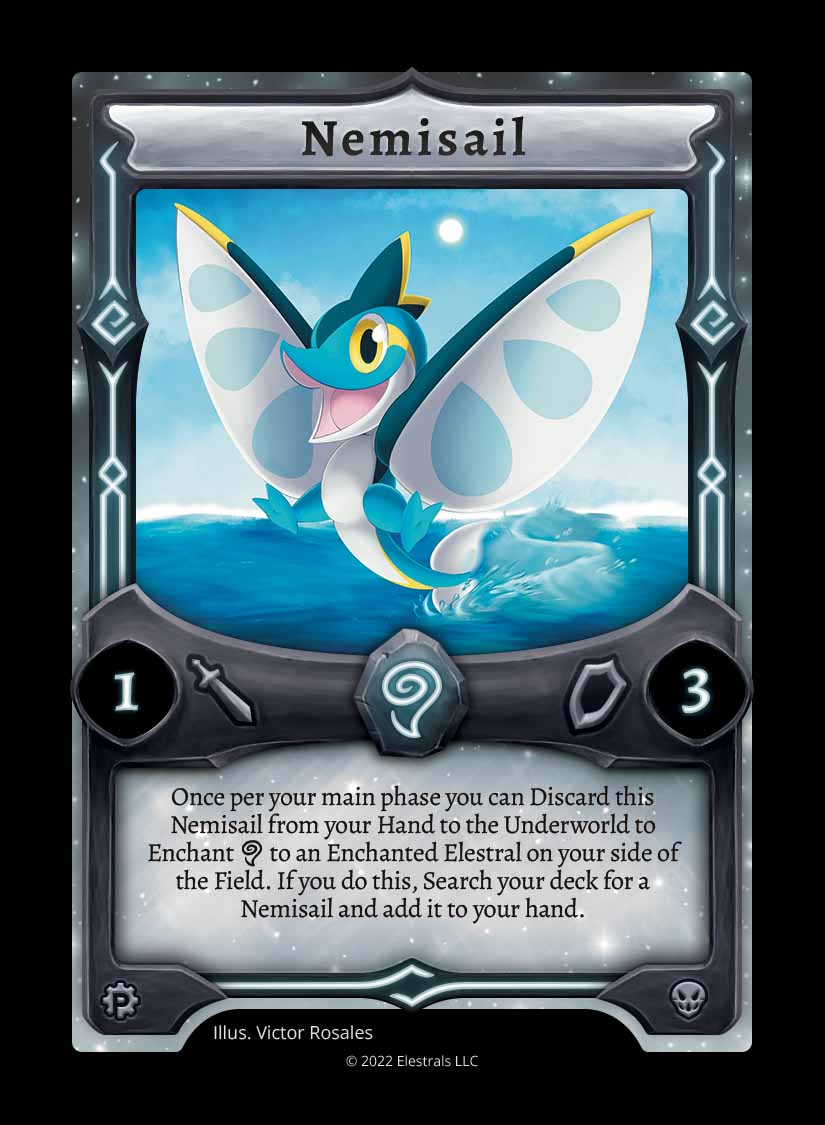 Nemisail
1
3
Once per your main phase you can Discard this
Nemisail from your Hand to the Underworld to
Enchant to an Enchanted Elestral on your side of
the Field. If you do this, Search your deck for a
Nemisail and add it to your hand.
P
Illus. Victor Rosales
© 2022 Elestrals LLC